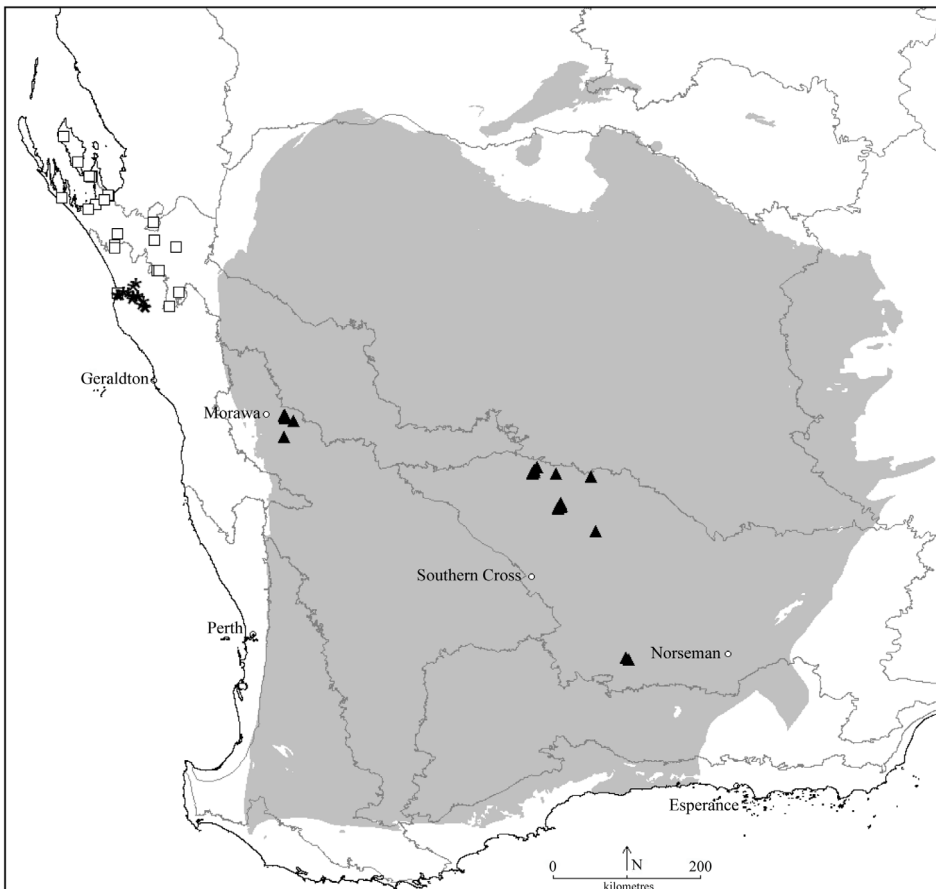 Geraldton
Morawa
Southern Cross
Perth
Norseman
Esperance
N
0 200
kilometres